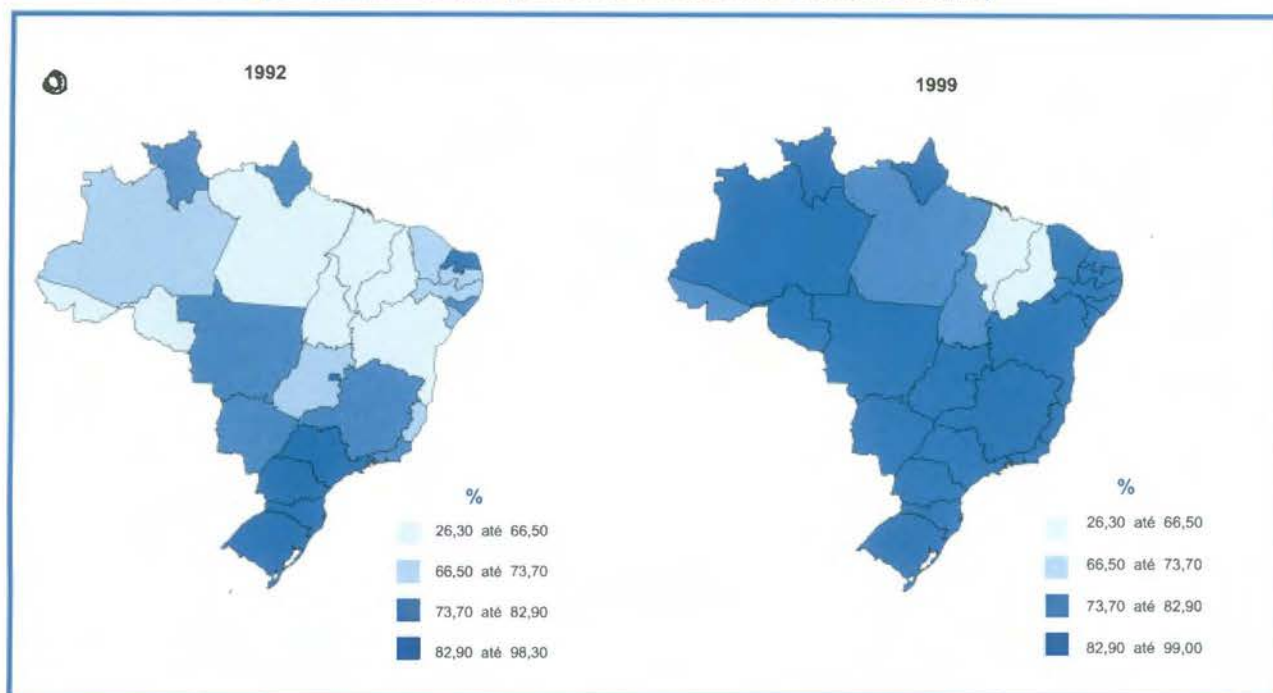 1992
1999
%
26,30 até 66,50
66,50 até 73,70
73,70 até 82,90
82,90 até 98,30
%
26,30 até 66,50
66,50 até 73,70
73,70 até 82,90
82,90 até 99,00